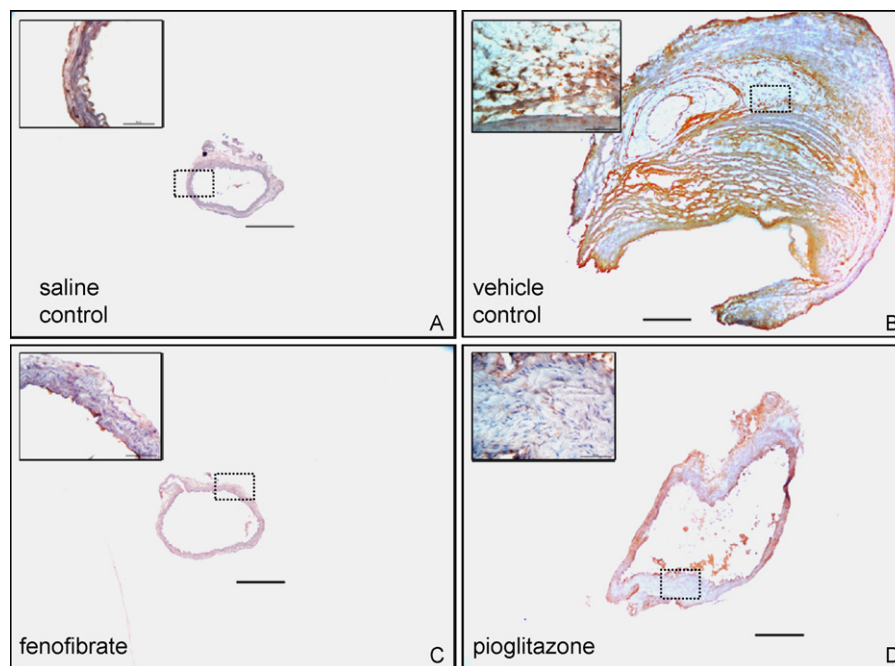 saline
control
A
vehicle
control
B
fenofibrate
C
pioglitazone
D